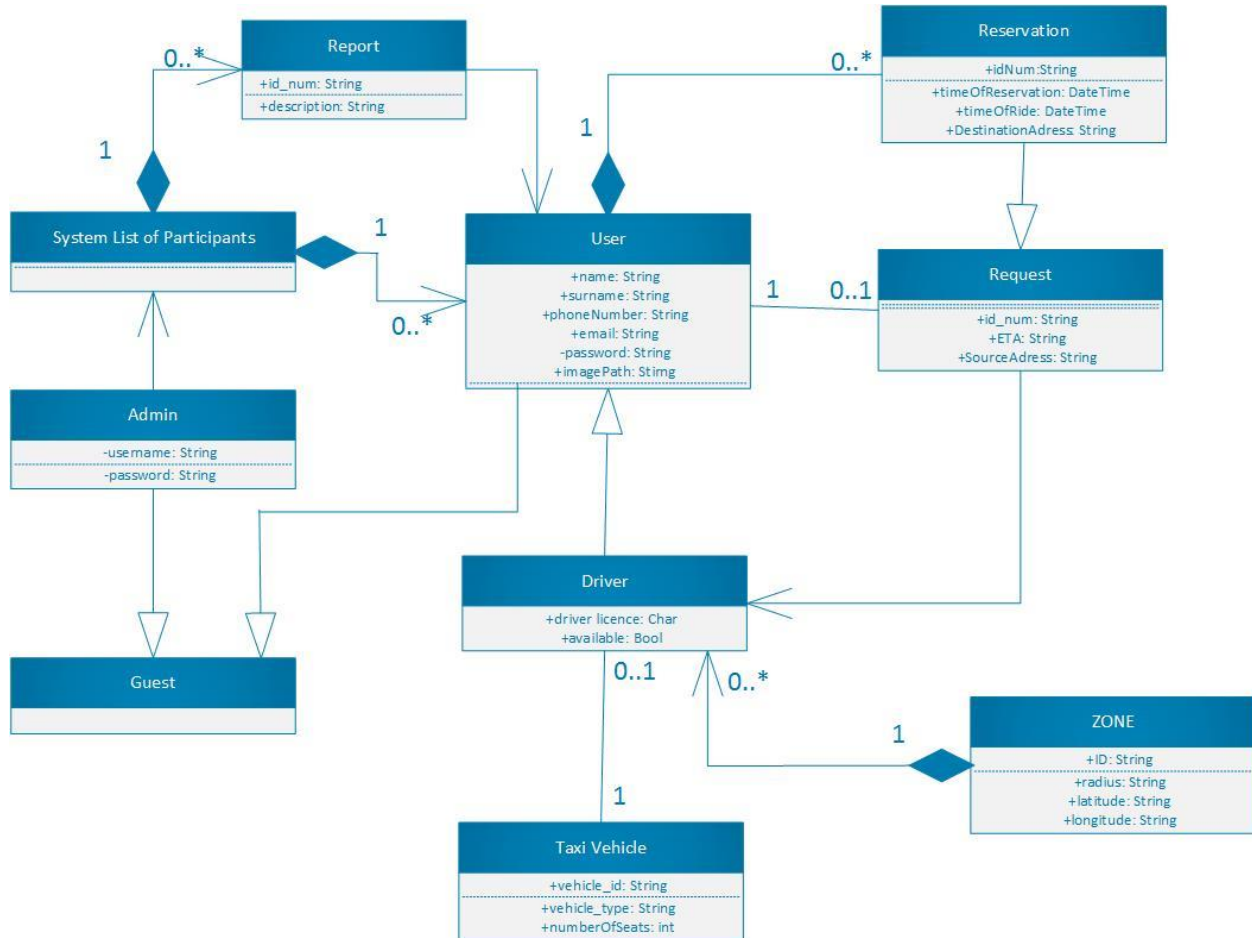 Report
+id_num: String
+description: String
0..*
1
Reservation
+idNum:String
+timeOfReservation: DateTime
+timeOfRide: DateTime
+DestinationAdress: String
0..*
1
System List of Participants
1
0..*
User
+name: String
+surname: String
+phoneNumber: String
+email: String
-password: String
+imagePath: Stirng
1
0..1
Request
+id_num: String
+ETA: String
+SourceAdress: String
Admin
-username: String
-password: String
Driver
+driver licence: Char
+available: Bool
0..1
0..*
Guest
ZONE
+ID: String
+radius: String
+latitude: String
+longitude: String
1
1
Taxi Vehicle
+vehicle_id: String
+vehicle_type: String
+numberOfSeats: int